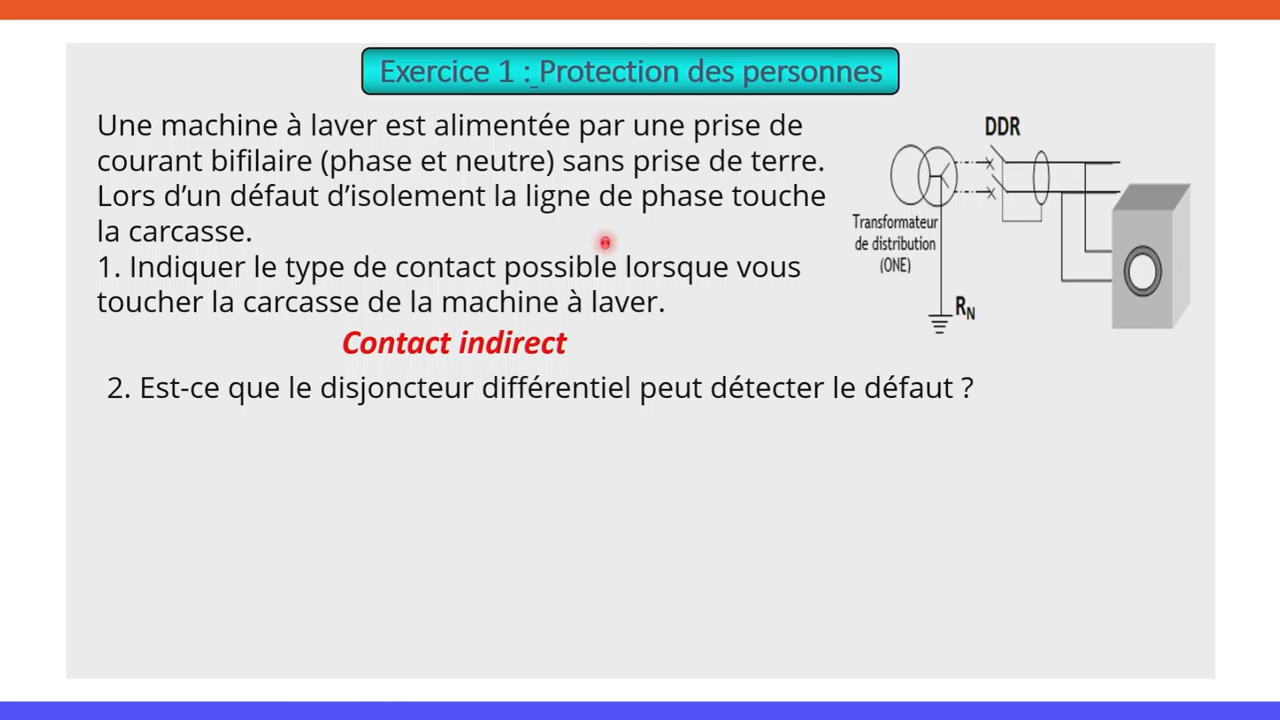 Exercice 1 : Protection des personnes
Une machine à laver est alimentée par une prise de
courant bifilaire (phase et neutre) sans prise de terre.
Lors d’un défaut d’isolement la ligne de phase touche
la carcasse.
1. Indiquer le type de contact possible lorsque vous
toucher la carcasse de la machine à laver.
Contact indirect
2. Est-ce que le disjoncteur différentiel peut détecter le défaut ?
DDR
Transformateur
de distribution
(ONE)
RN